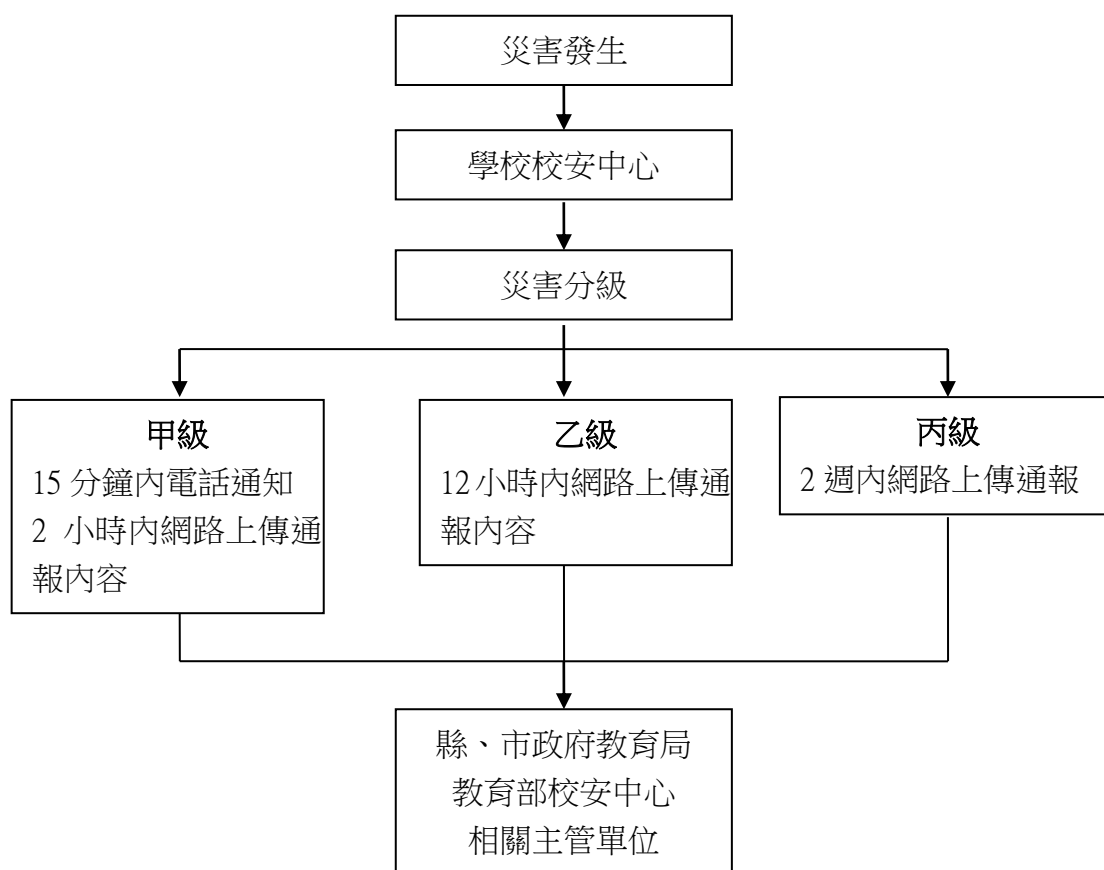 災害發生
學校校安中心
災害分級
甲級
15 分鐘內電話通知
2 小時內網路上傳通
報內容
乙級
12小時內網路上傳通
報內容
丙級
2 週內網路上傳通報
縣、市政府教育局
教育部校安中心
相關主管單位